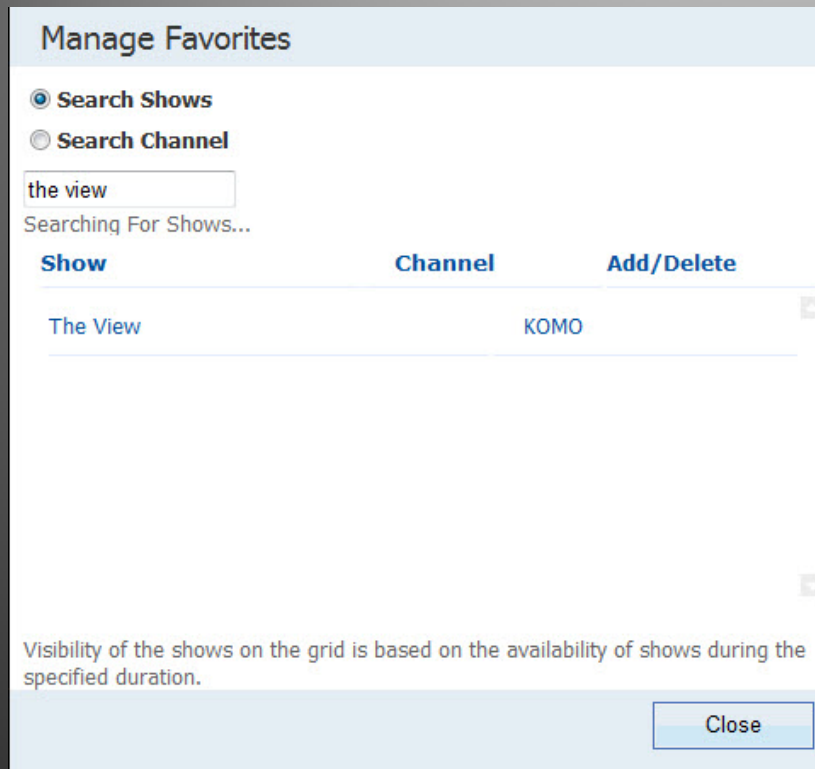 Manage Favorites
Search Shows
Search Channel
the view
Searching For Shows...
Show Channel Add/Delete
The View KOMO
Visibility of the shows on the grid is based on the availability of shows during the
specified duration.
Close